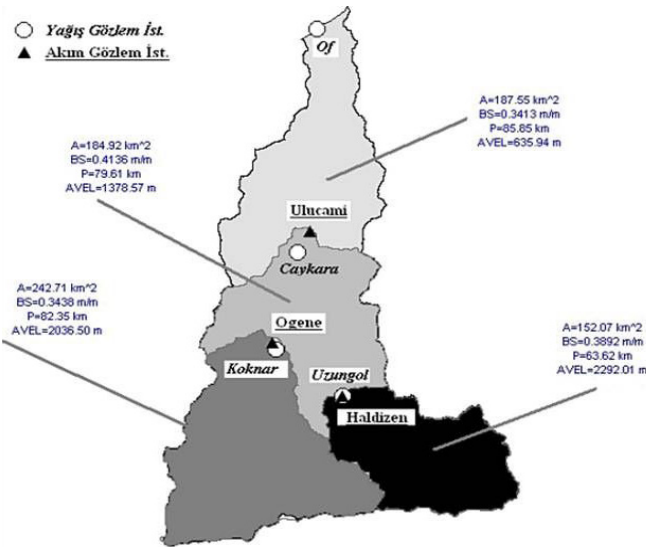 Yağış Gözlem İst.
Akım Gözlem İst.
Of
A=187.55 km^2
BS=0.3413 m/m
P=85.85 km
AVEL=635.94 m
A=184.92 km^2
BS=0.4136 m/m
P=79.61 km
AVEL=1378.57 m
Ulucami
Caykara
A=242.71 km^2
BS=0.3438 m/m
P=82.35 km
AVEL=2036.50 m
Ogene
Koknar
A=152.07 km^2
BS=0.3892 m/m
P=63.62 km
AVEL=2292.01 m
Uzungol
Haldizen